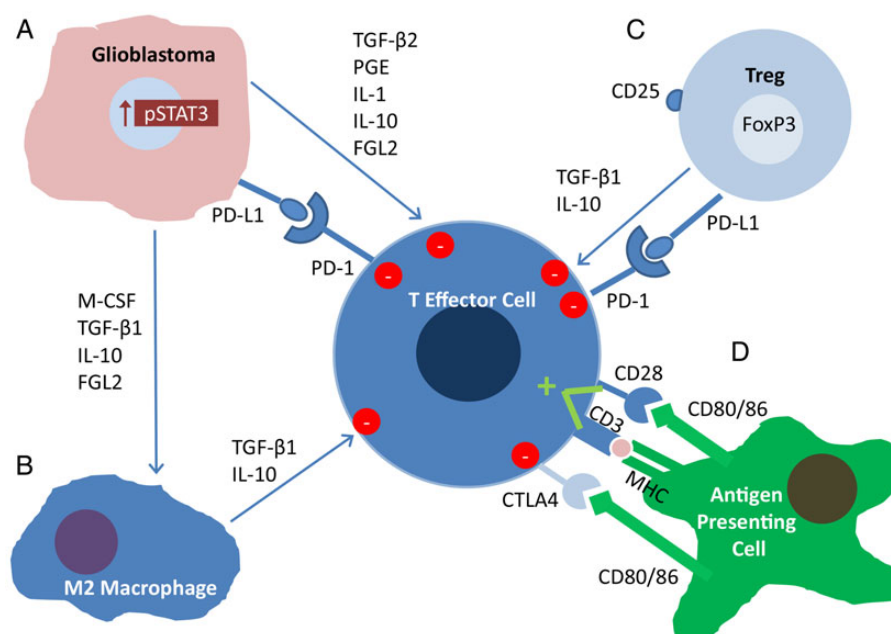 A
Glioblastoma
pSTAT3
TGF-β2
PGE
IL-1
IL-10
FGL2
PD-L1
PD-1
M-CSF
TGF-β1
IL-10
FGL2
B
M2 Macrophage
TGF-β1
IL-10
C
Treg
CD25
FoxP3
TGF-β1
IL-10
PD-L1
PD-1
T Effector Cell
-
-
-
-
-
-
+
D
CD28
CD80/86
CD3
MHC
CTLA4
CD80/86
Antigen
Presenting
Cell